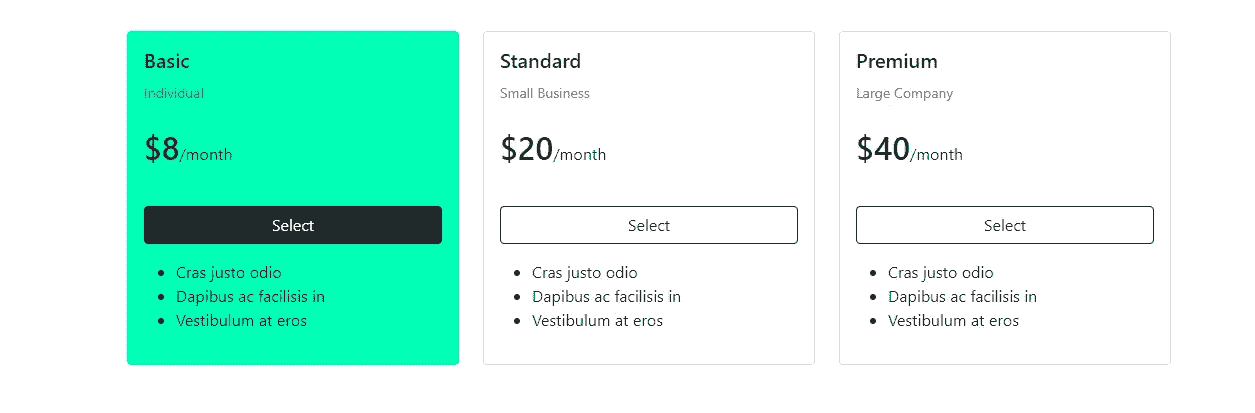 Basic
Individual
$8/month
Select
Cras justo odio
Dapibus ac facilisis in
Vestibulum at eros
Standard
Small Business
$20/month
Select
Cras justo odio
Dapibus ac facilisis in
Vestibulum at eros
Premium
Large Company
$40/month
Select
Cras justo odio
Dapibus ac facilisis in
Vestibulum at eros